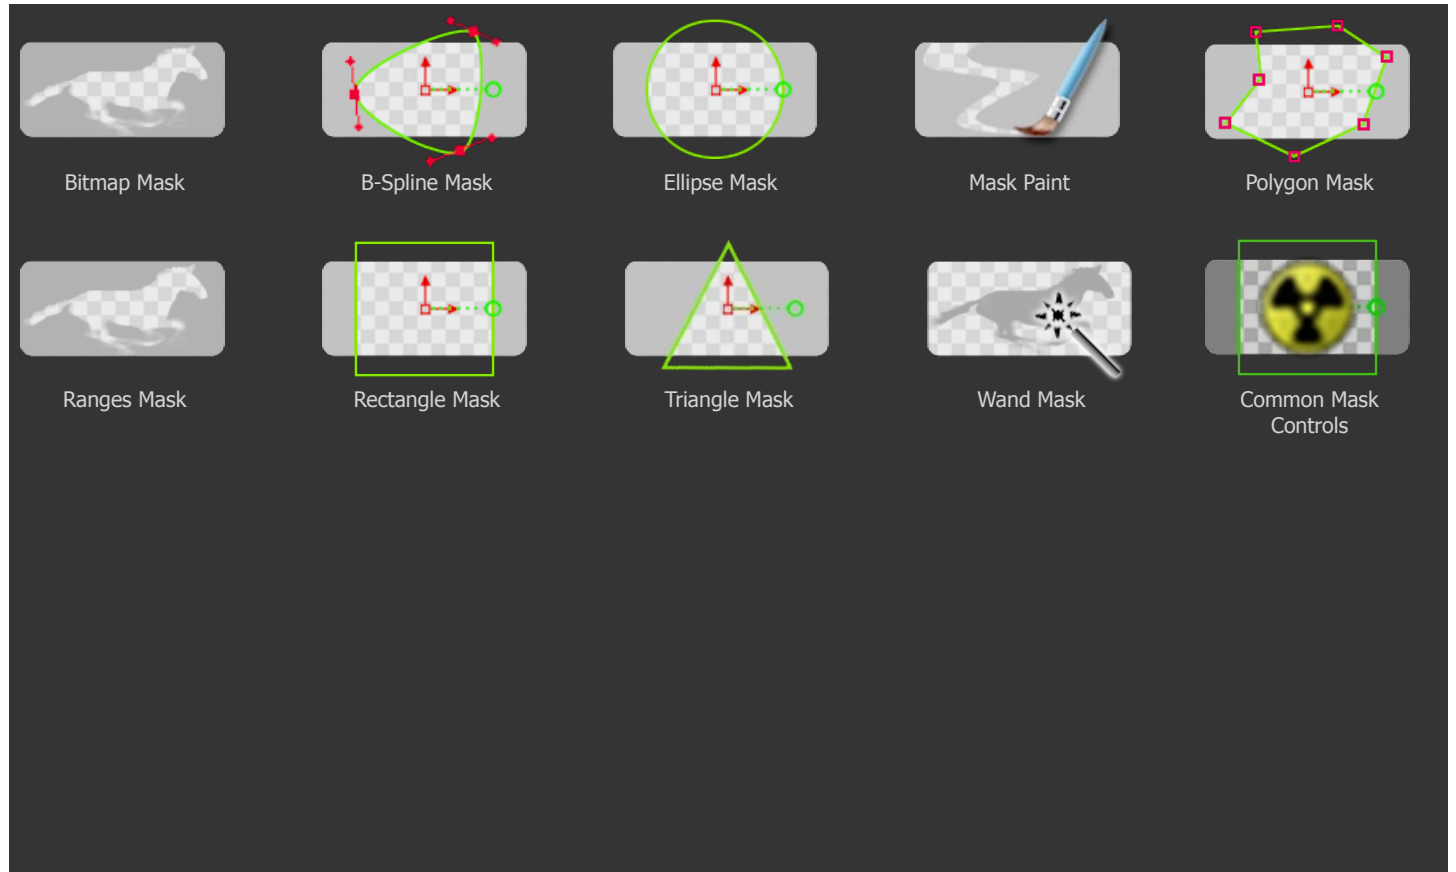 Bitmap Mask
B-Spline Mask
Ellipse Mask
Mask Paint
Polygon Mask
Ranges Mask
Rectangle Mask
Triangle Mask
Wand Mask
Common Mask
Controls